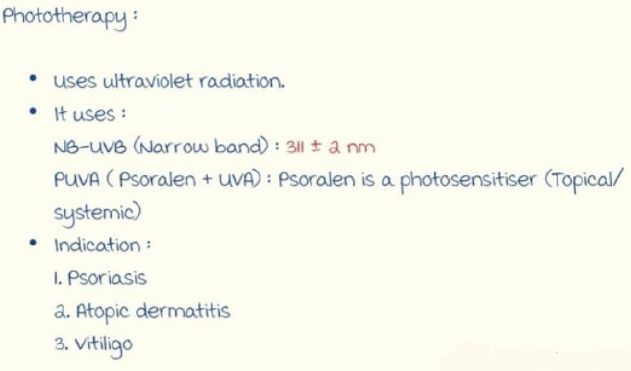 Phototherapy :
• uses ultraviolet radiation.
• It uses :
NB-UVB (Narrow band) : 311 ± 2 nm
PUVA ( Psoralen + UVA) : Psoralen is a photosensitiser (Topical/
systemic)
• Indication :
1. Psoriasis
2. Atopic dermatitis
3. Vitiligo